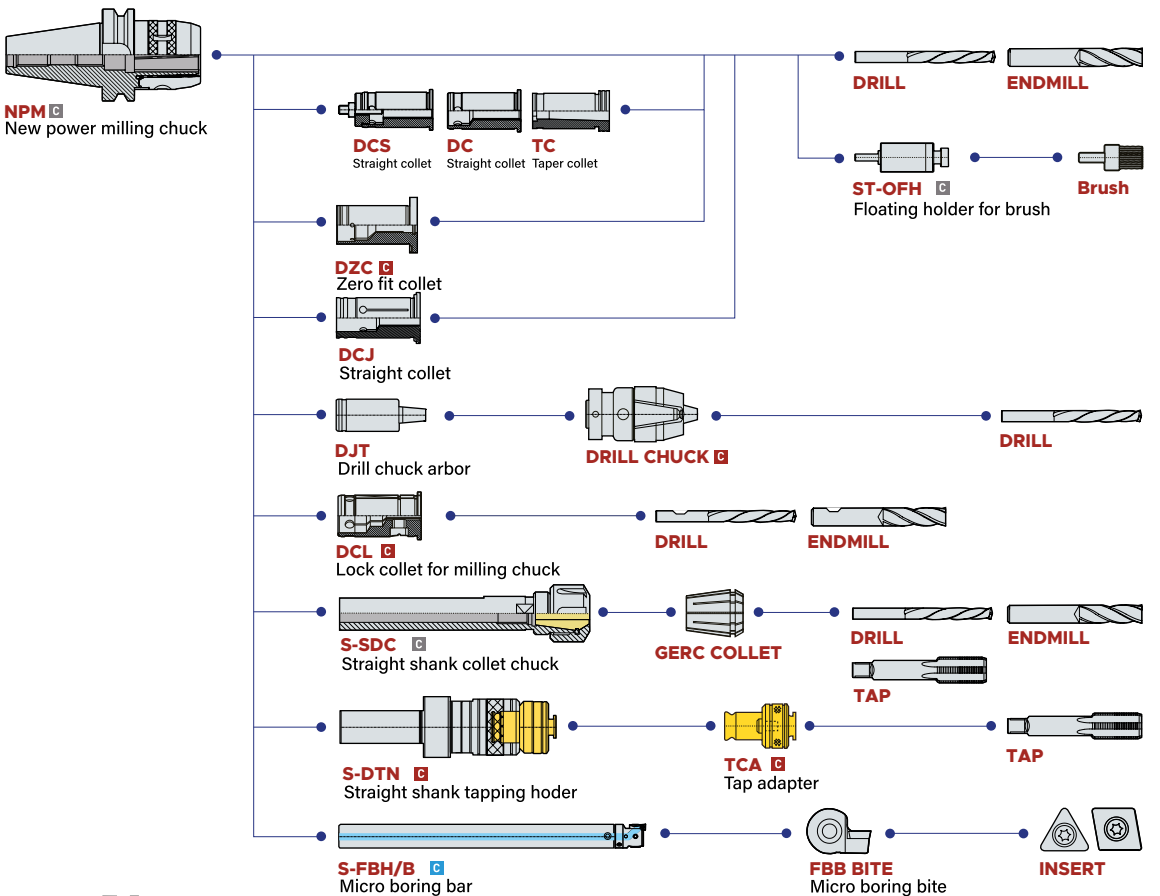 NPM C
New power milling chuck
DRILL
ENDMILL
DCS
Straight collet
DC
Straight collet
TC
Taper collet
ST-OFH C
Floating holder for brush
Brush
DZC C
Zero fit collet
DCJ
Straight collet
DJT
Drill chuck arbor
DRILL CHUCK C
DRILL
DCL C
Lock collet for milling chuck
DRILL
ENDMILL
S-SDC C
Straight shank collet chuck
GERC COLLET
DRILL
ENDMILL
TAP
S-DTN C
Straight shank tapping hoder
TCA C
Tap adapter
TAP
S-FBH/B C
Micro boring bar
FBB BITE
Micro boring bite
INSERT